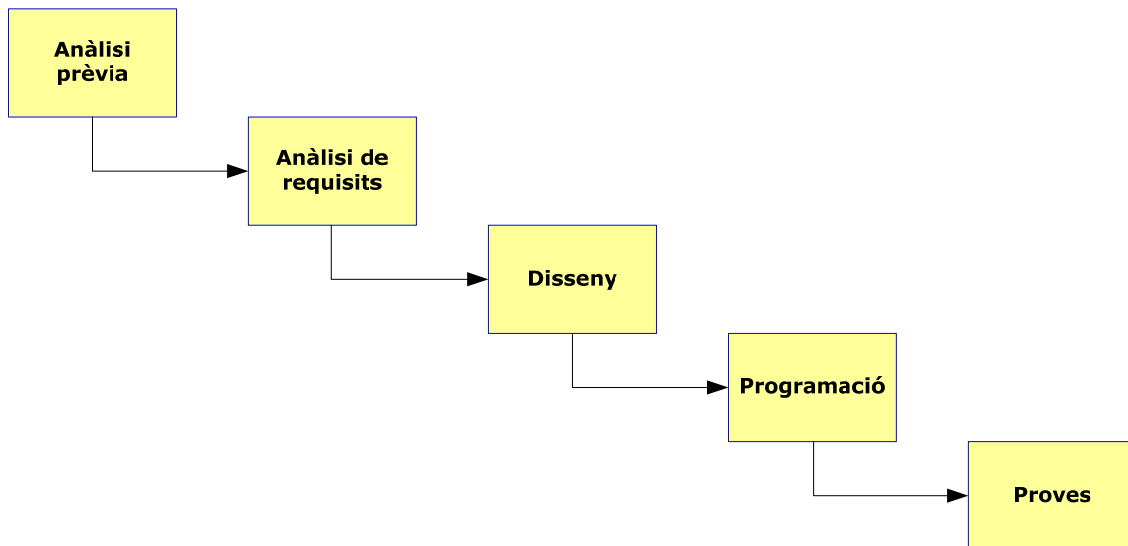 Anàlisi
prèvia
Anàlisi de
requisits
Disseny
Programació
Proves